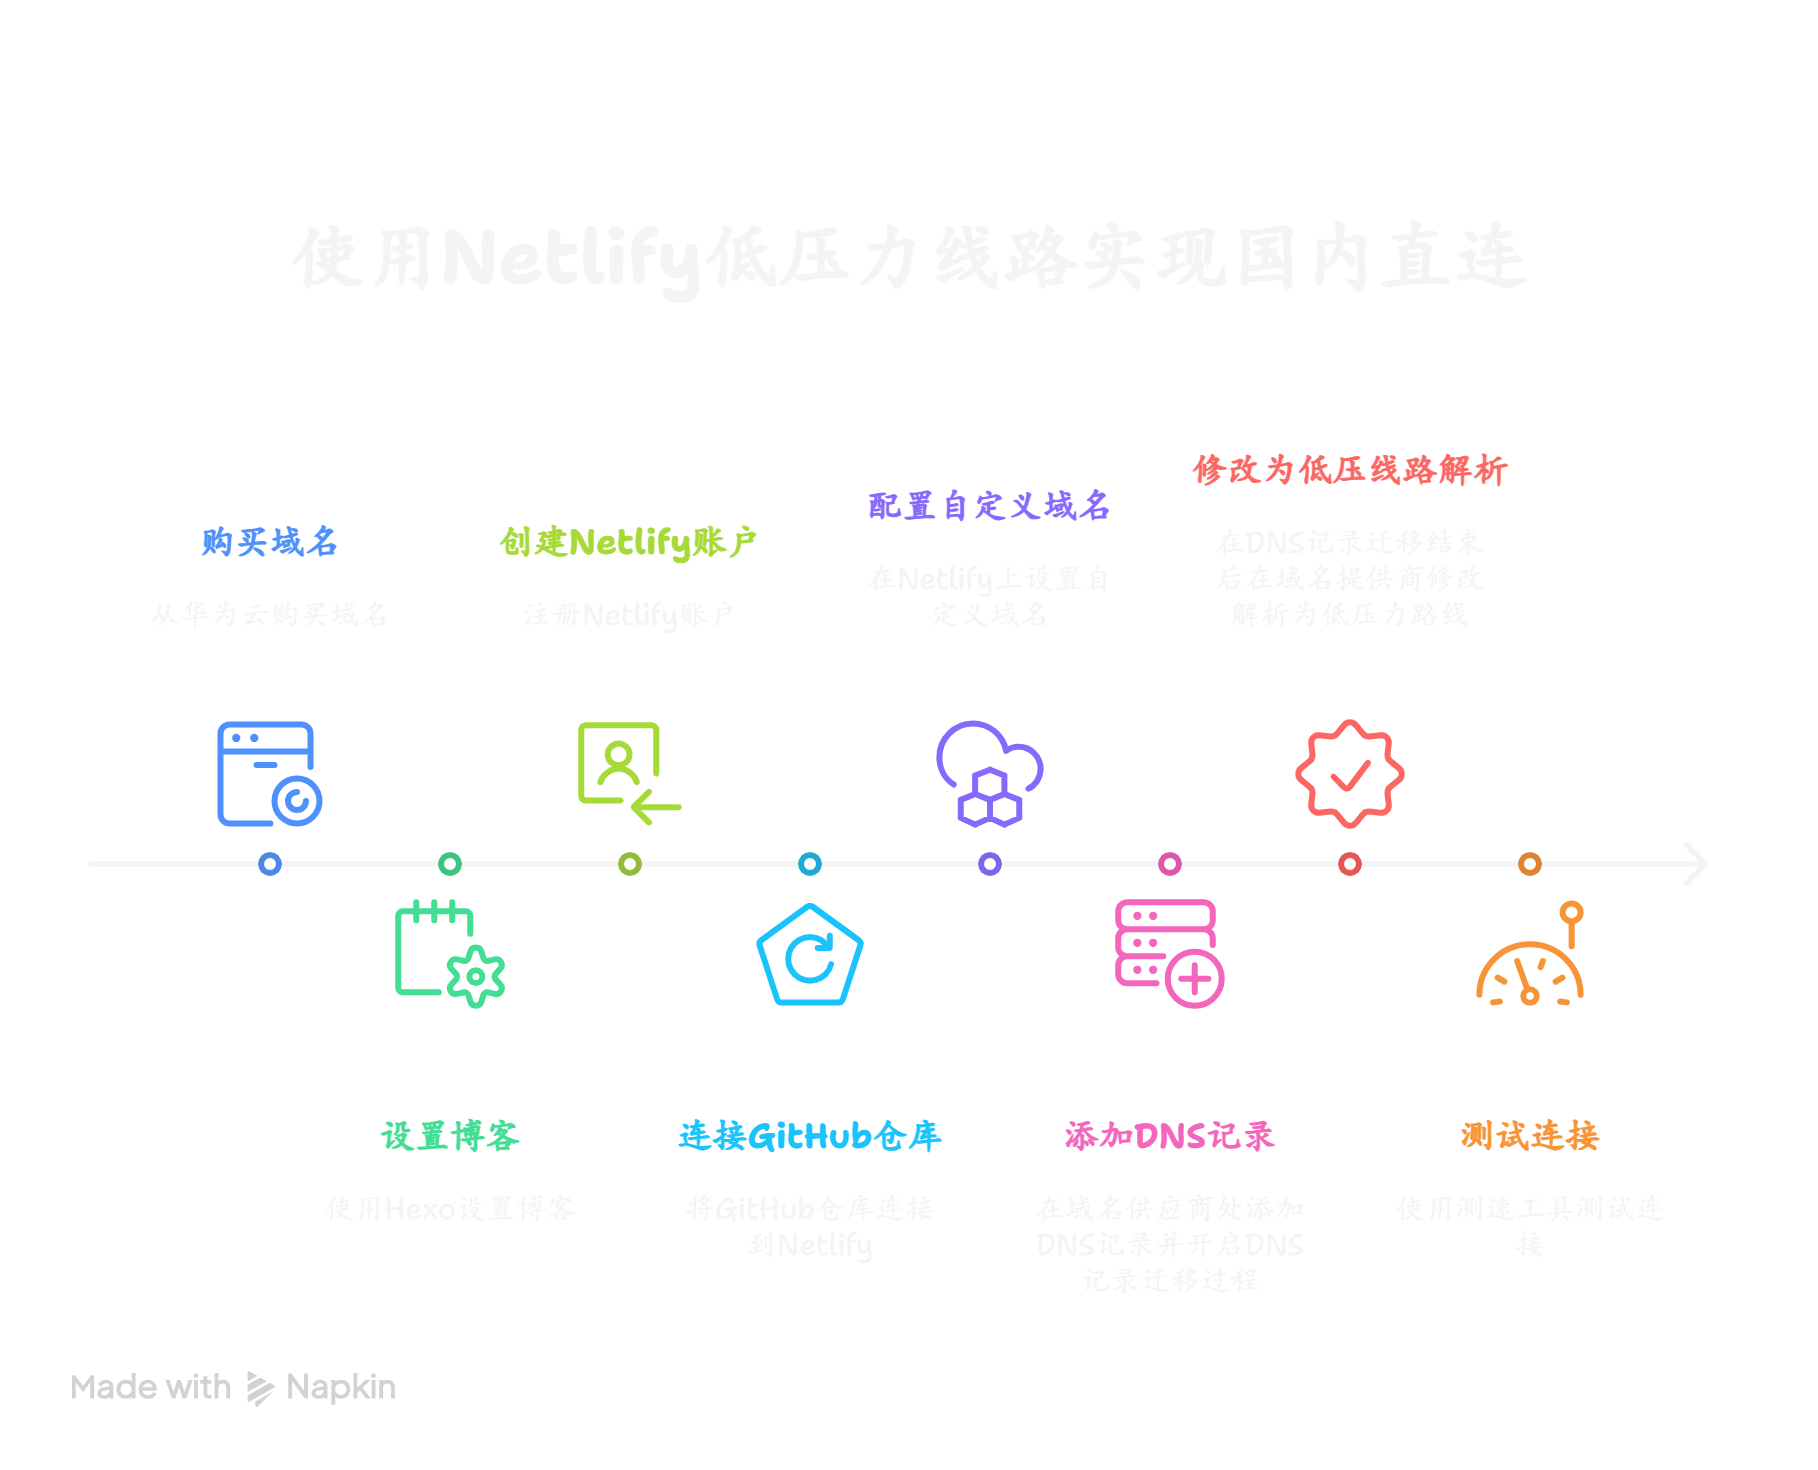 使用Netlify低压力线路实现国内直连
购买域名
从华为云购买域名
设置博客
使用Hexo设置博客
创建Netlify账户
注册Netlify账户
连接GitHub仓库
将GitHub仓库连接
到Netlify
配置自定义域名
在Netlify上设置自
定义域名
添加DNS记录
在域名供应商处添加
DNS记录并开启DNS
记录迁移过程
修改为低压线路解析
在DNS记录迁移结束
后在域名提供商修改
解析为低压力路线
测试连接
使用测速工具测试连
接
Made with Napkin